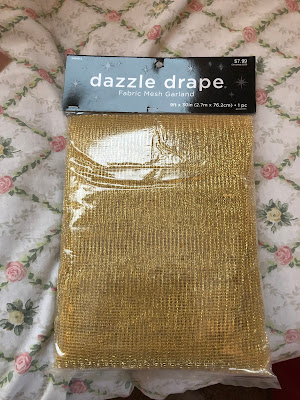 $7.99
dazzle drape
Fabric Mesh Garland
9ft x 30in (2.7m x 76.2cm) • 1 pc